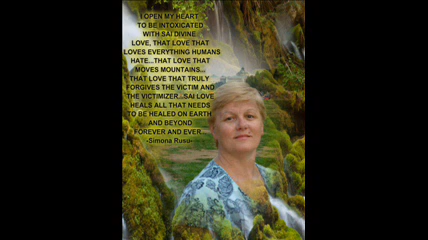 I OPEN MY HEART
TO BE INTOXICATED
WITH SAI DIVINE
LOVE, THAT LOVE THAT
LOVES EVERYTHING HUMANS
HATE...THAT LOVE THAT
MOVES MOUNTAINS...
THAT LOVE THAT TRULY
FORGIVES THE VICTIM AND
THE VICTIMIZER...SAI LOVE
HEALS ALL THAT NEEDS
TO BE HEALED ON EARTH
AND BEYOND
FOREVER AND EVER...
-Simona Rusu-